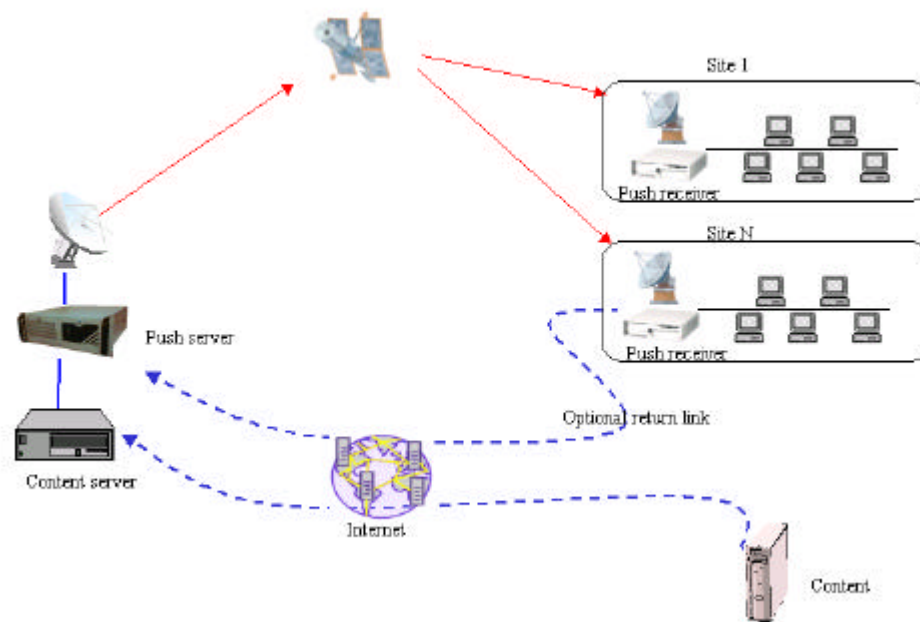 Site 1
Push receiver
Site N
Push receiver
Push server
Optional return link
Content server
Internet
Content